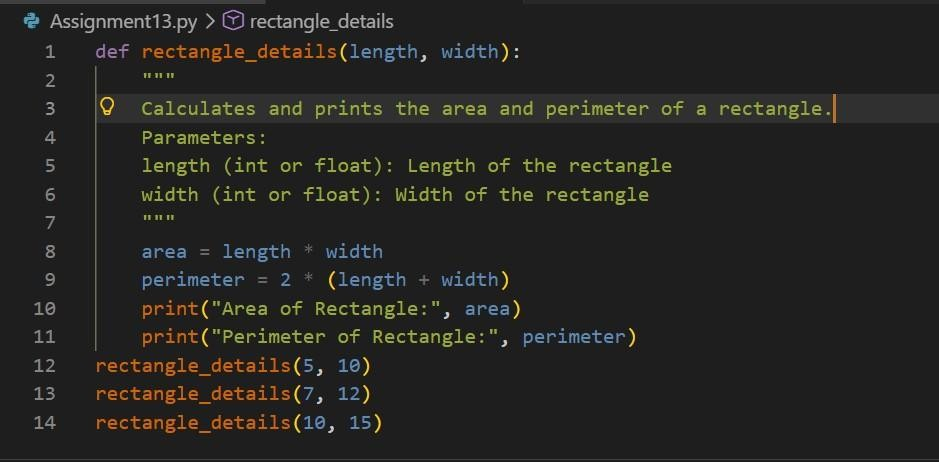 Assignment13.py > rectangle_details
1 def rectangle_details(length, width):
2 """
3 Calculates and prints the area and perimeter of a rectangle.
4 Parameters:
5 length (int or float): Length of the rectangle
6 width (int or float): Width of the rectangle
7 """
8 area = length * width
9 perimeter = 2 * (length + width)
10 print("Area of Rectangle:", area)
11 print("Perimeter of Rectangle:", perimeter)
12 rectangle_details(5, 10)
13 rectangle_details(7, 12)
14 rectangle_details(10, 15)